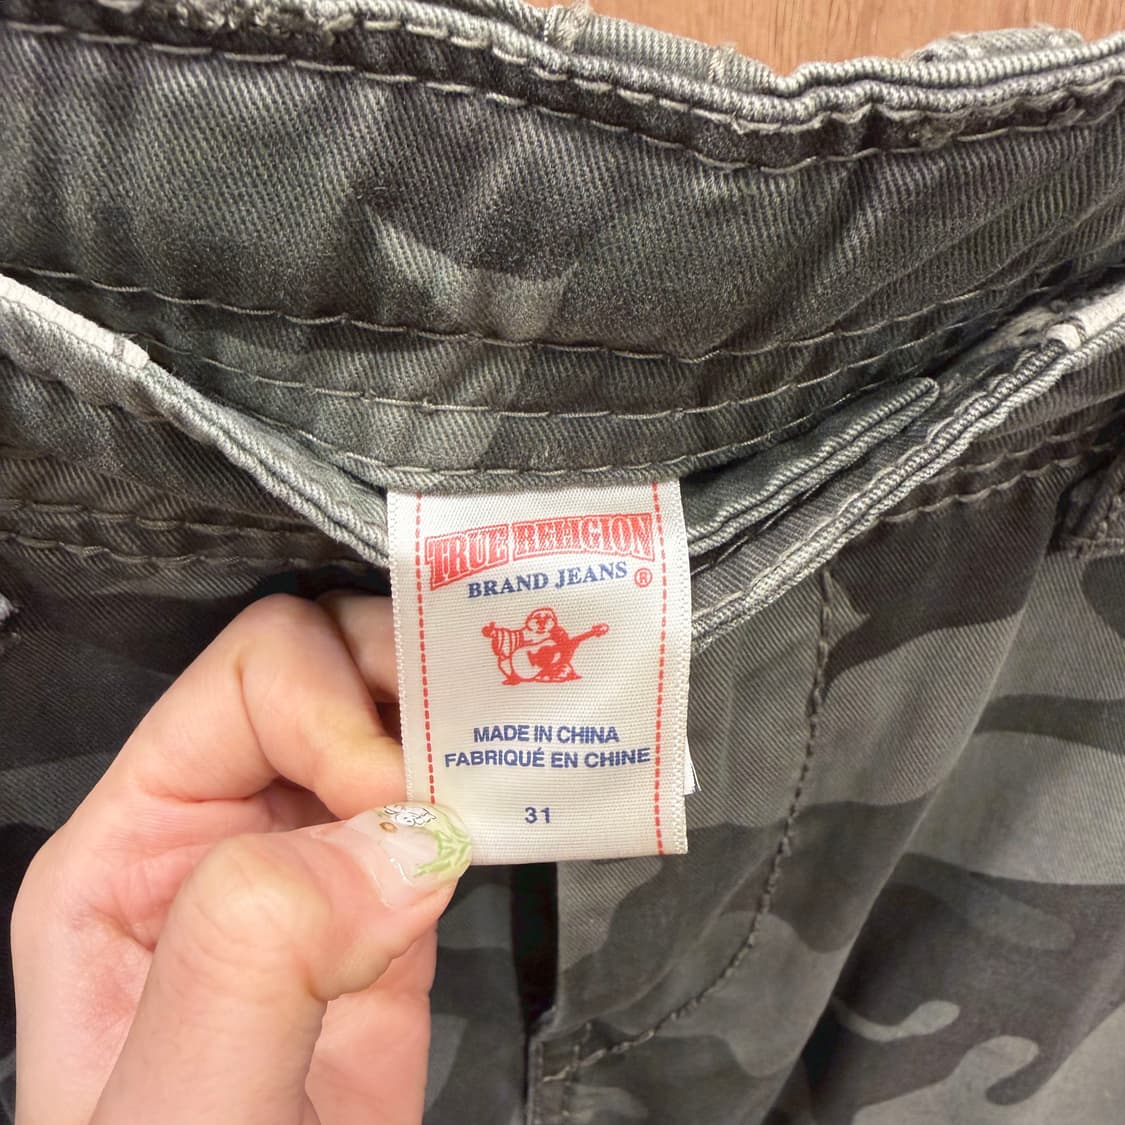 TRUE RELIGION
BRAND JEANS ®
MADE IN CHINA
FABRIQUÉ EN CHINE
31